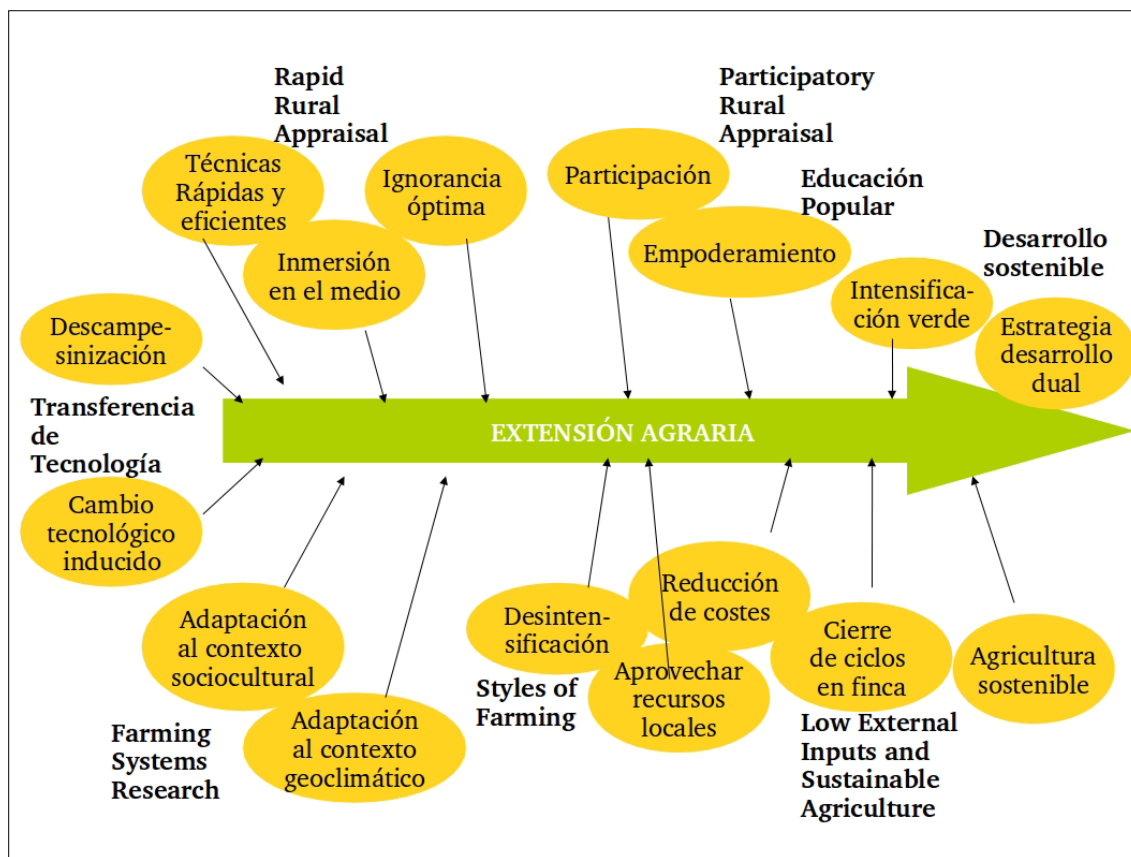 Rapid
Rural
Appraisal
Participatory
Rural
Appraisal
Técnicas
Rápidas y
eficientes
Ignorancia
óptima
Participación
Educación
Popular
Inmersión
en el medio
Empoderamiento
Desarrollo
sostenible
Intensifica-
ción verde
Descampe-
sinización
Estrategia
desarrollo
dual
Transferencia
de
Tecnología
EXTENSIÓN AGRARIA
Cambio
tecnológico
inducido
Adaptación
al contexto
sociocultural
Desinten-
sificación
Reducción
de costes
Cierre
de ciclos
en finca
Agricultura
sostenible
Aprovechar
recursos
locales
Styles of
Farming
Adaptación
al contexto
geoclimático
Farming
Systems
Research
Low External
Inputs and
Sustainable
Agriculture